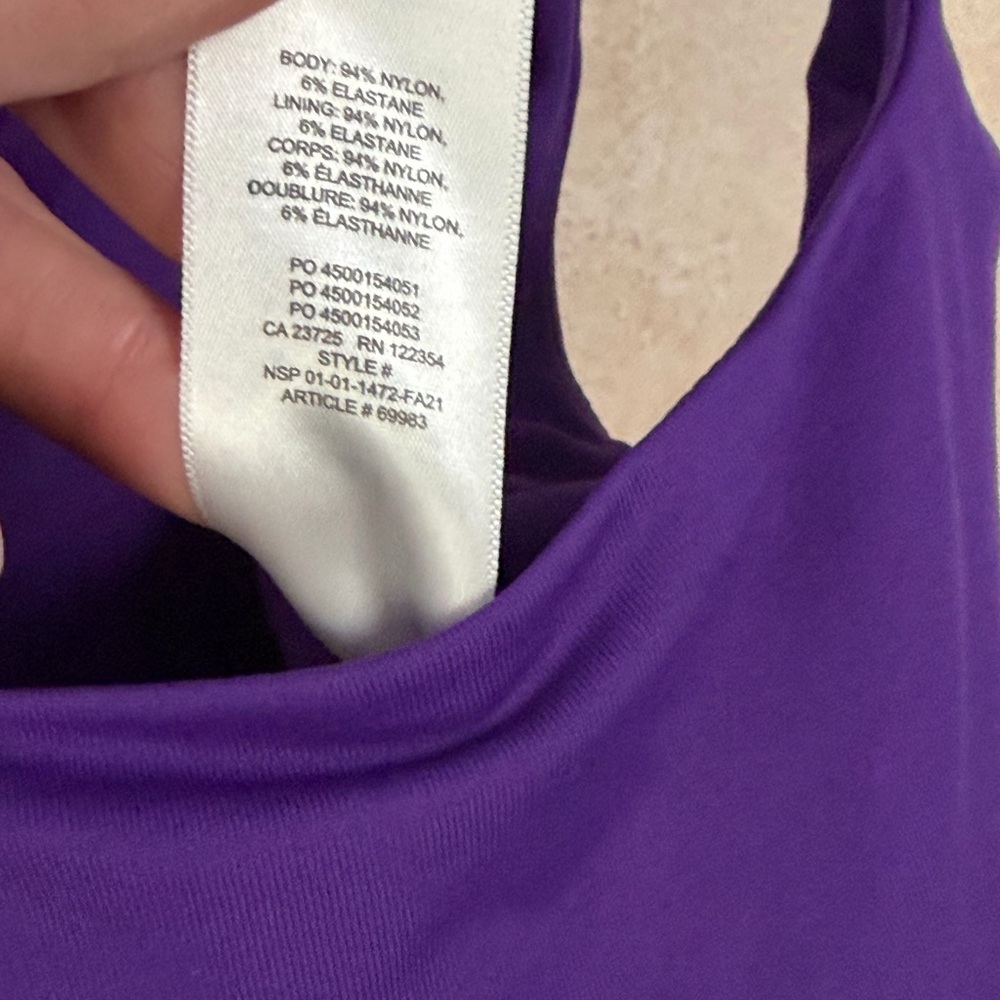 BODY: 94% NYLON,
6% ELASTANE
LINING: 94% NYLON,
6% ELASTANE
CORPS: 94% NYLON,
6% ÉLASTHANNE
DOUBLURE: 94% NYLON,
6% ÉLASTHANNE
PO 4500154051
PO 4500154052
PO 4500154053
CA 23725 RN 122354
STYLE #
NSP 01-01-1472-FA21
ARTICLE # 69983